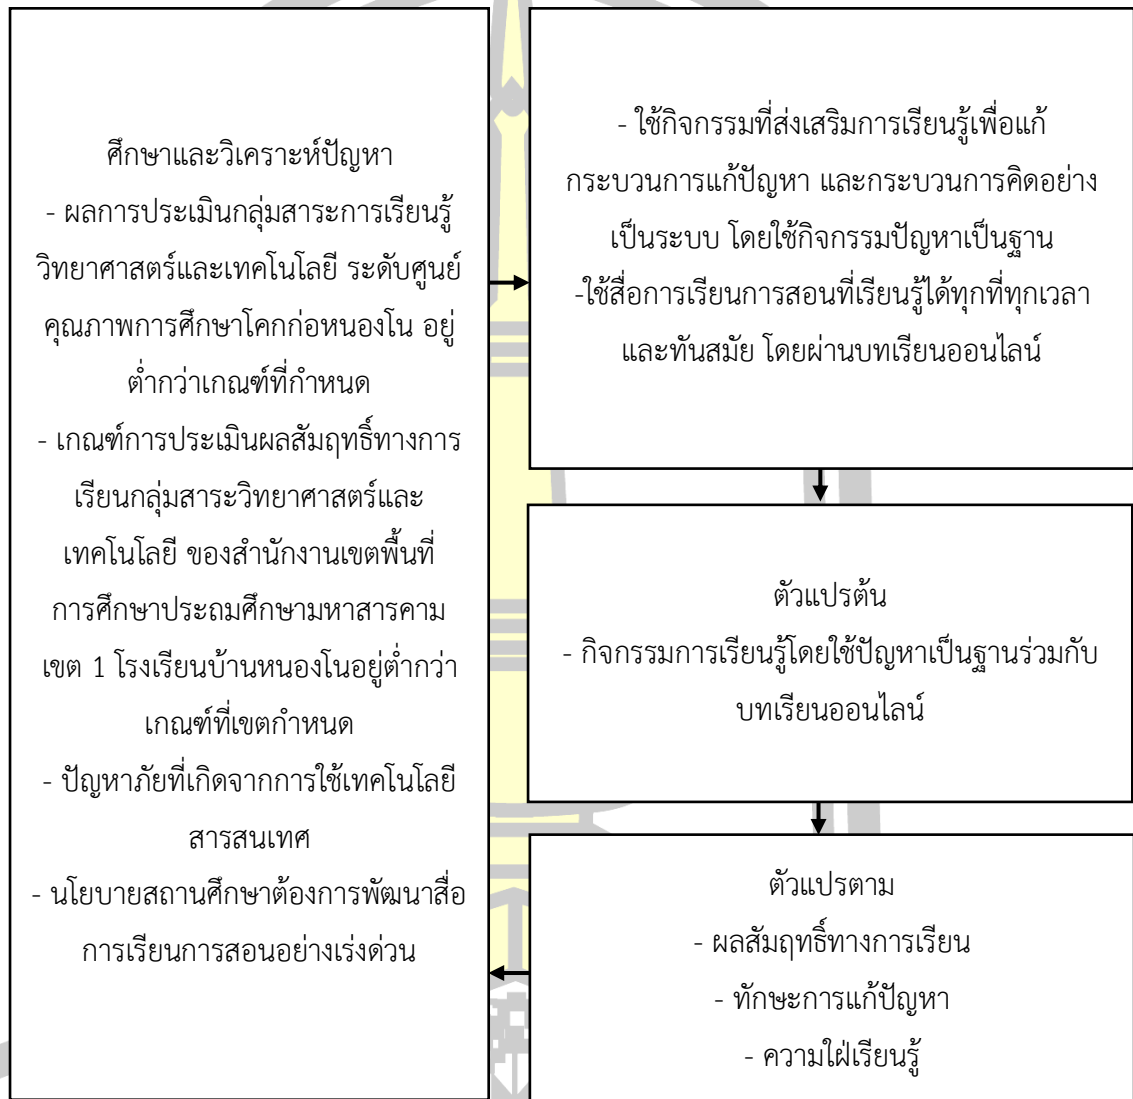 ศึกษาและวิเคราะห์ปัญหา
- ผลการประเมินกลุ่มสาระการเรียนรู้
วิทยาศาสตร์และเทคโนโลยี ระดับศูนย์
คุณภาพการศึกษาโคกก่อหนองโน อยู่
ต่ำกว่าเกณฑ์ที่กำหนด
- เกณฑ์การประเมินผลสัมฤทธิ์ทางการ
เรียนกลุ่มสาระวิทยาศาสตร์และ
เทคโนโลยี ของสำนักงานเขตพื้นที่
การศึกษาประถมศึกษามหาสารคาม
เขต 1 โรงเรียนบ้านหนองโนอยู่ต่ำกว่า
เกณฑ์ที่เขตกำหนด
- ปัญหาภัยที่เกิดจากการใช้เทคโนโลยี
สารสนเทศ
- นโยบายสถานศึกษาต้องการพัฒนาสื่อ
การเรียนการสอนอย่างเร่งด่วน
- ใช้กิจกรรมที่ส่งเสริมการเรียนรู้เพื่อแก้
กระบวนการแก้ปัญหา และกระบวนการคิดอย่าง
เป็นระบบ โดยใช้กิจกรรมปัญหาเป็นฐาน
-ใช้สื่อการเรียนการสอนที่เรียนรู้ได้ทุกที่ทุกเวลา
และทันสมัย โดยผ่านบทเรียนออนไลน์
ตัวแปรต้น
- กิจกรรมการเรียนรู้โดยใช้ปัญหาเป็นฐานร่วมกับ
บทเรียนออนไลน์
ตัวแปรตาม
- ผลสัมฤทธิ์ทางการเรียน
- ทักษะการแก้ปัญหา
- ความใฝ่เรียนรู้